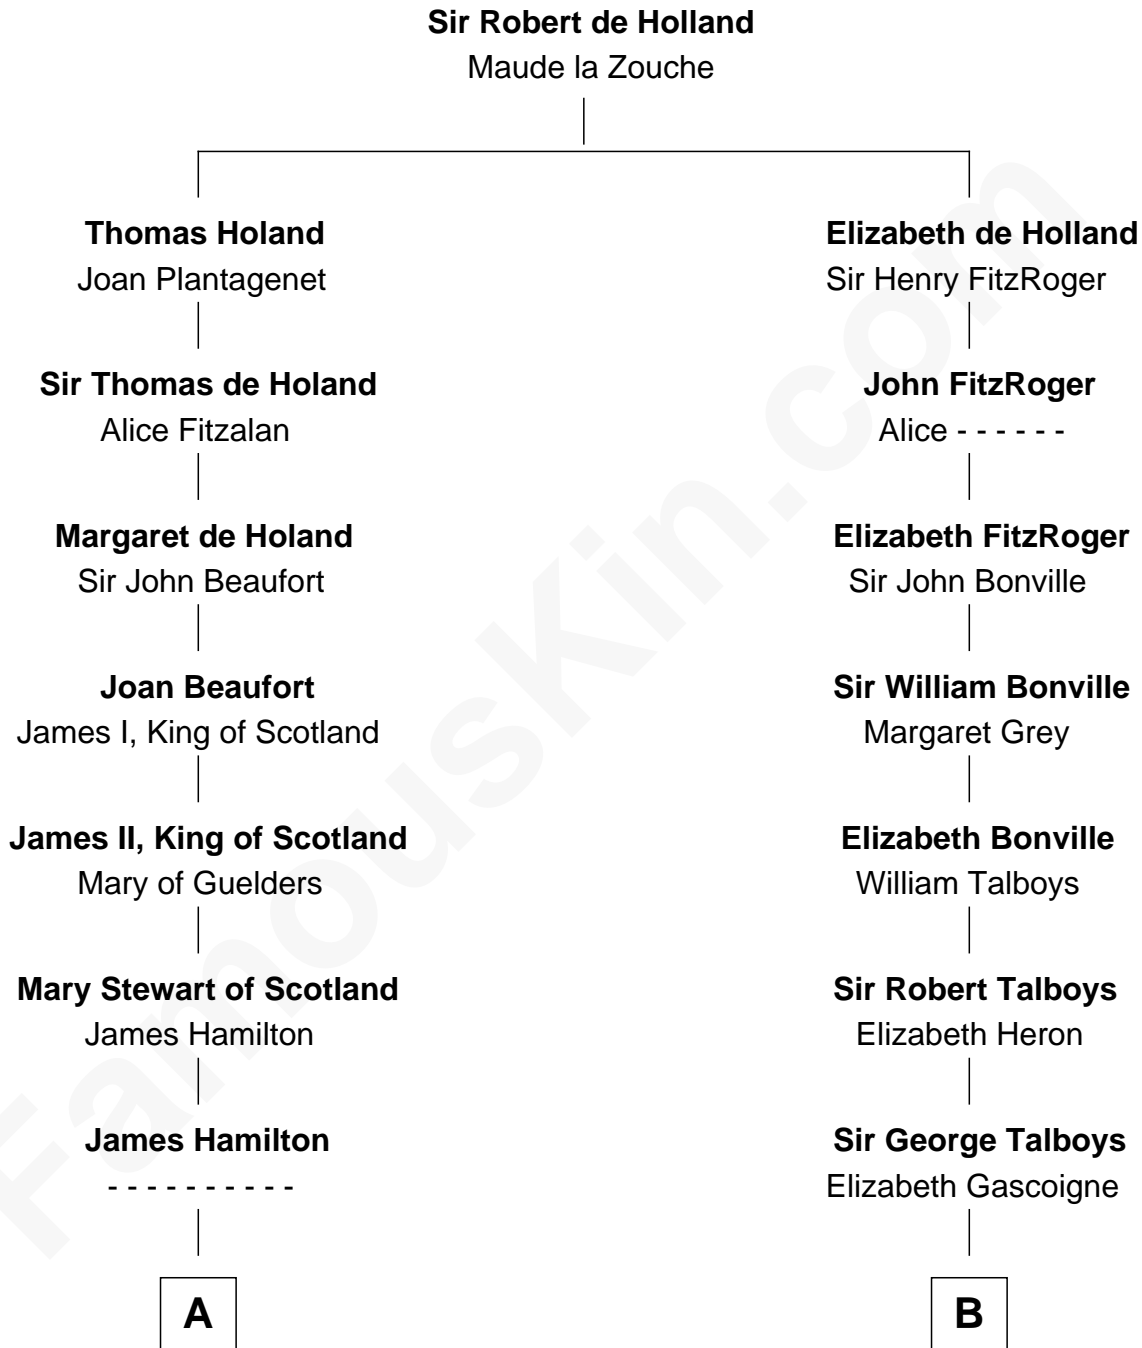 Sir Robert de Holland
Maude la Zouche
Thomas Holand
Joan Plantagenet
Elizabeth de Holland
Sir Henry FitzRoger
Sir Thomas de Holand
Alice Fitzalan
John FitzRoger
Alice - - - - - -
Margaret de Holand
Sir John Beaufort
Elizabeth FitzRoger
Sir John Bonville
Joan Beaufort
James I, King of Scotland
Sir William Bonville
Margaret Grey
James II, King of Scotland
Mary of Guelders
Elizabeth Bonville
William Talboys
Mary Stewart of Scotland
James Hamilton
Sir Robert Talboys
Elizabeth Heron
James Hamilton
- - - - - - - - - -
Sir George Talboys
Elizabeth Gascoigne
A
B
FamousKin.com